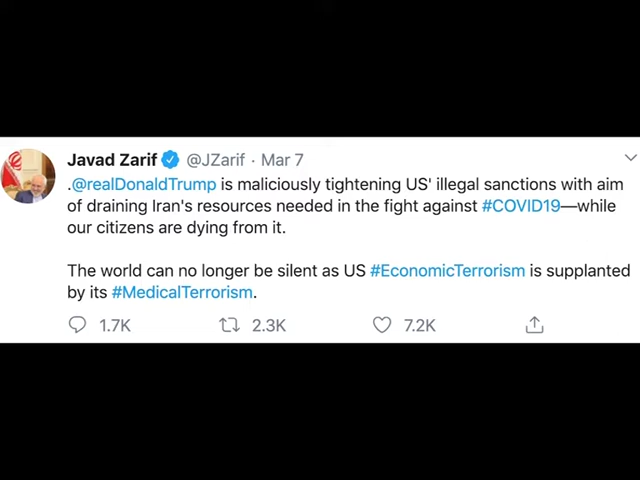 Javad Zarif @JZarif · Mar 7
.@realDonaldTrump is maliciously tightening US' illegal sanctions with aim
of draining Iran's resources needed in the fight against #COVID19—while
our citizens are dying from it.
The world can no longer be silent as US #EconomicTerrorism is supplanted
by its #MedicalTerrorism.
1.7K 2.3K 7.2K